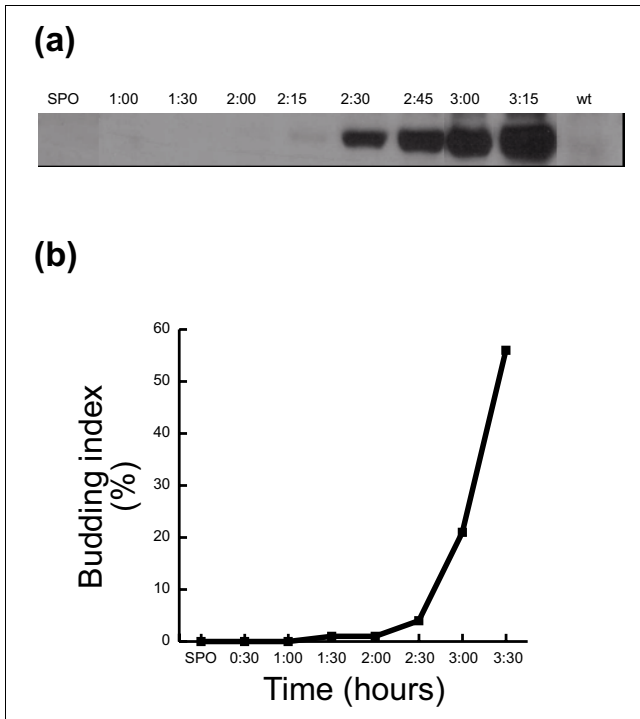 (a)
SPO 1:00 1:30 2:00 2:15 2:30 2:45 3:00 3:15 wt
(b)
60
50
40
30
20
10
0
Budding index
(%)
SPO 0:30 1:00 1:30 2:00 2:30 3:00 3:30
Time (hours)